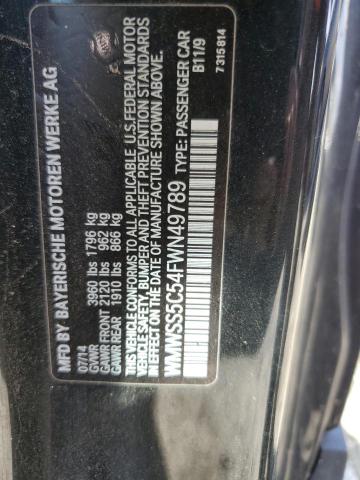 MFD BY BAYERISCHE MOTOREN WERKE AG
07/14
GVWR 3960 lbs 1796 kg
GAWR FRONT 2120 lbs 962 kg
GAWR REAR 1910 lbs 866 kg
THIS VEHICLE CONFORMS TO ALL APPLICABLE U.S. FEDERAL MOTOR
VEHICLE SAFETY, BUMPER AND THEFT PREVENTION STANDARDS
IN EFFECT ON THE DATE OF MANUFACTURE SHOWN ABOVE.
WMWSS5C54FWN49789 TYPE: PASSENGER CAR
B11/9
7 315 814